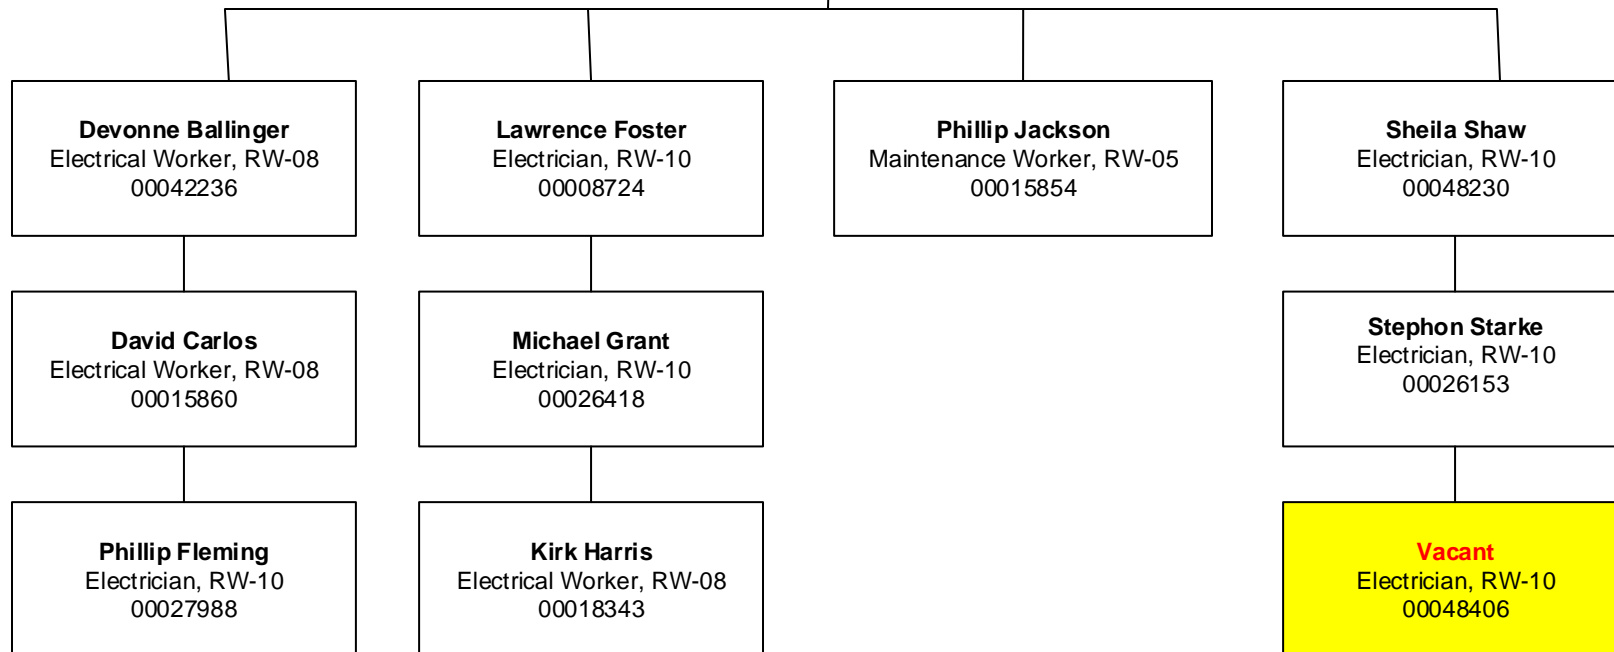 Devonne Ballinger
Electrical Worker, RW-08
00042236
Lawrence Foster
Electrician, RW-10
00008724
Phillip Jackson
Maintenance Worker, RW-05
00015854
Sheila Shaw
Electrician, RW-10
00048230
David Carlos
Electrical Worker, RW-08
00015860
Michael Grant
Electrician, RW-10
00026418
Stephon Starke
Electrician, RW-10
00026153
Phillip Fleming
Electrician, RW-10
00027988
Kirk Harris
Electrical Worker, RW-08
00018343
Vacant
Electrician, RW-10
00048406